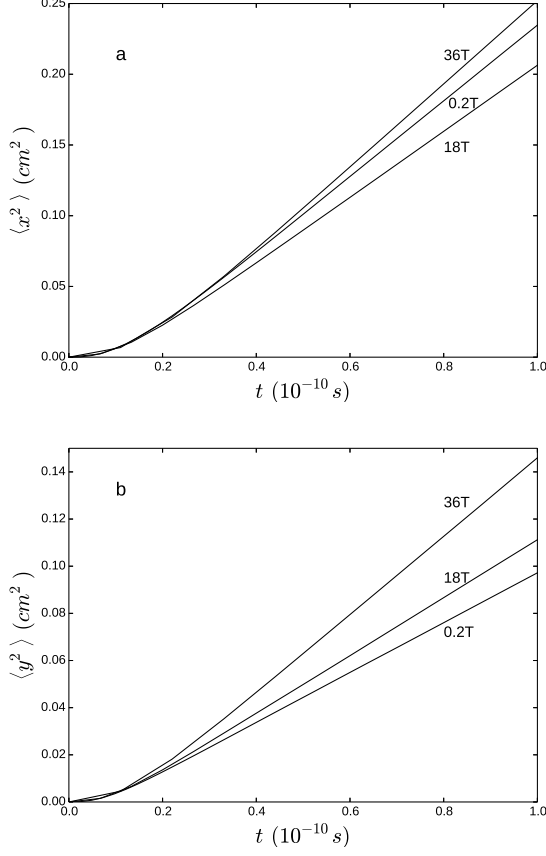 0.25
a
36T
0.20
0.2T
0.15
18T
0.10
0.05
0.00
0.0 0.2 0.4 0.6 0.8 1.0
⟨x² ⟩ (cm² )
t (10⁻¹⁰ s)
0.14
b
36T
0.12
0.10
18T
0.08
0.2T
0.06
0.04
0.02
0.00
0.0 0.2 0.4 0.6 0.8 1.0
⟨y² ⟩ (cm² )
t (10⁻¹⁰ s)